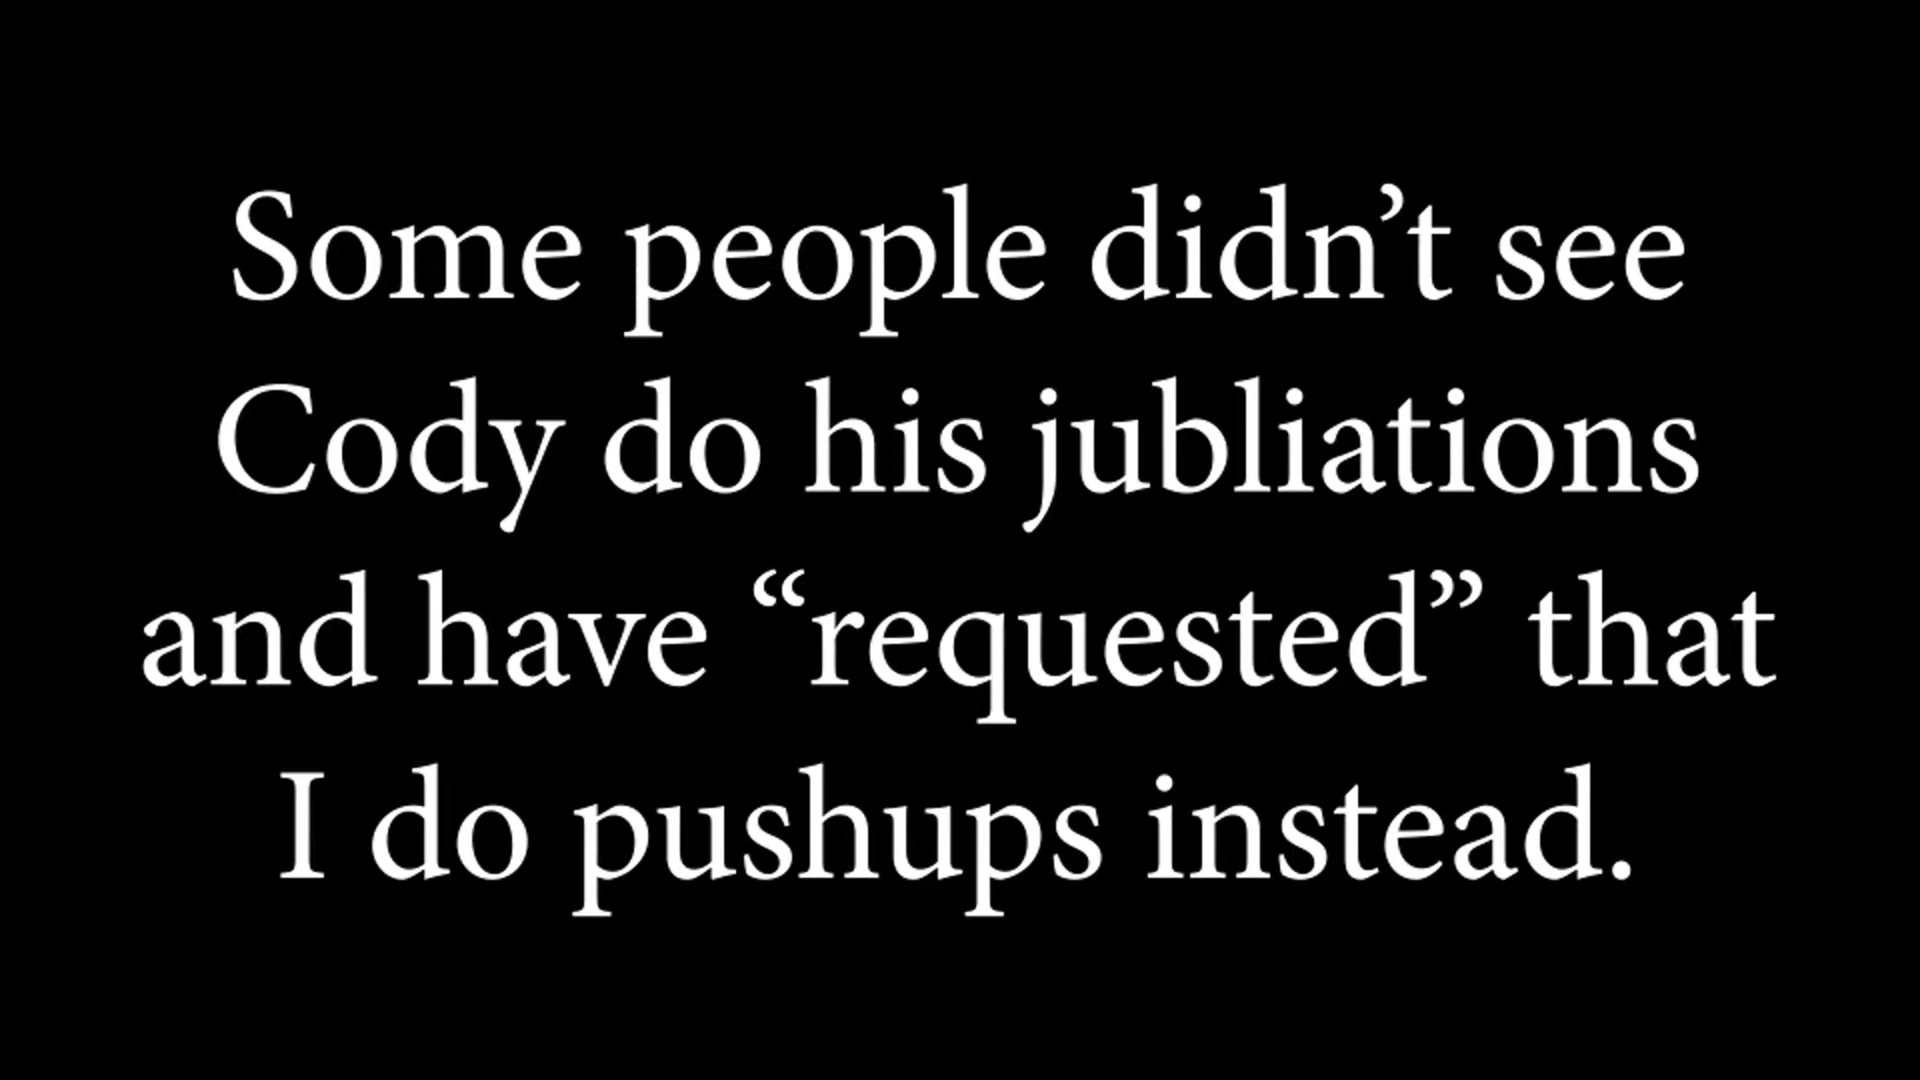 Some people didn’t see
Cody do his jubliations
and have “requested” that
I do pushups instead.